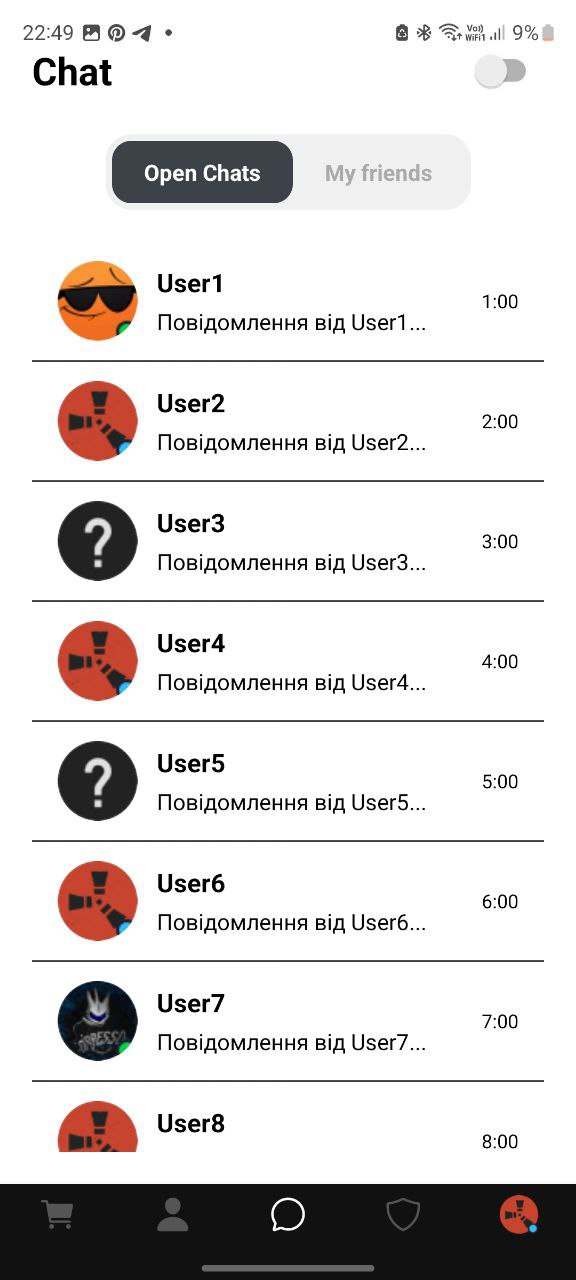 22:49
Vo))
WiFi1
9%
Chat
Open Chats
My friends
User1
Повідомлення від User1...
1:00
User2
Повідомлення від User2...
2:00
User3
Повідомлення від User3...
3:00
User4
Повідомлення від User4...
4:00
User5
Повідомлення від User5...
5:00
User6
Повідомлення від User6...
6:00
User7
Повідомлення від User7...
7:00
User8
8:00